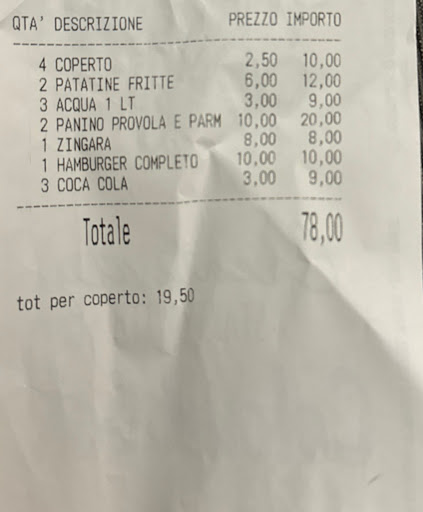 QTA' DESCRIZIONE PREZZO IMPORTO
4 COPERTO 2,50 10,00
2 PATATINE FRITTE 6,00 12,00
3 ACQUA 1 LT 3,00 9,00
2 PANINO PROVOLA E PARM 10,00 20,00
1 ZINGARA 8,00 8,00
1 HAMBURGER COMPLETO 10,00 10,00
3 COCA COLA 3,00 9,00
Totale 78,00
tot per coperto: 19,50